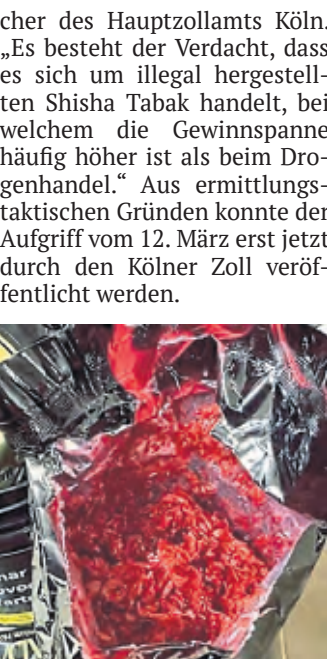 cher des Hauptzollamts Köln.
„Es besteht der Verdacht, dass
es sich um illegal hergestell-
ten Shisha Tabak handelt, bei
welchem die Gewinnspanne
häufig höher ist als beim Dro-
genhandel.“ Aus ermittlungs-
taktischen Gründen konnte der
Aufgriff vom 12. März erst jetzt
durch den Kölner Zoll veröf-
fentlicht werden.